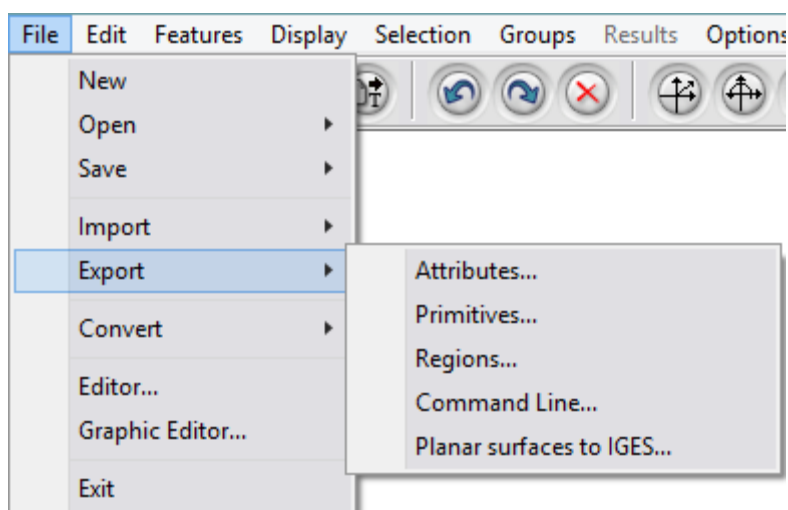 File Edit Features Display Selection Groups Results Options
New
Open
Save
Import
Export
Convert
Editor...
Graphic Editor...
Exit
Attributes...
Primitives...
Regions...
Command Line...
Planar surfaces to IGES...